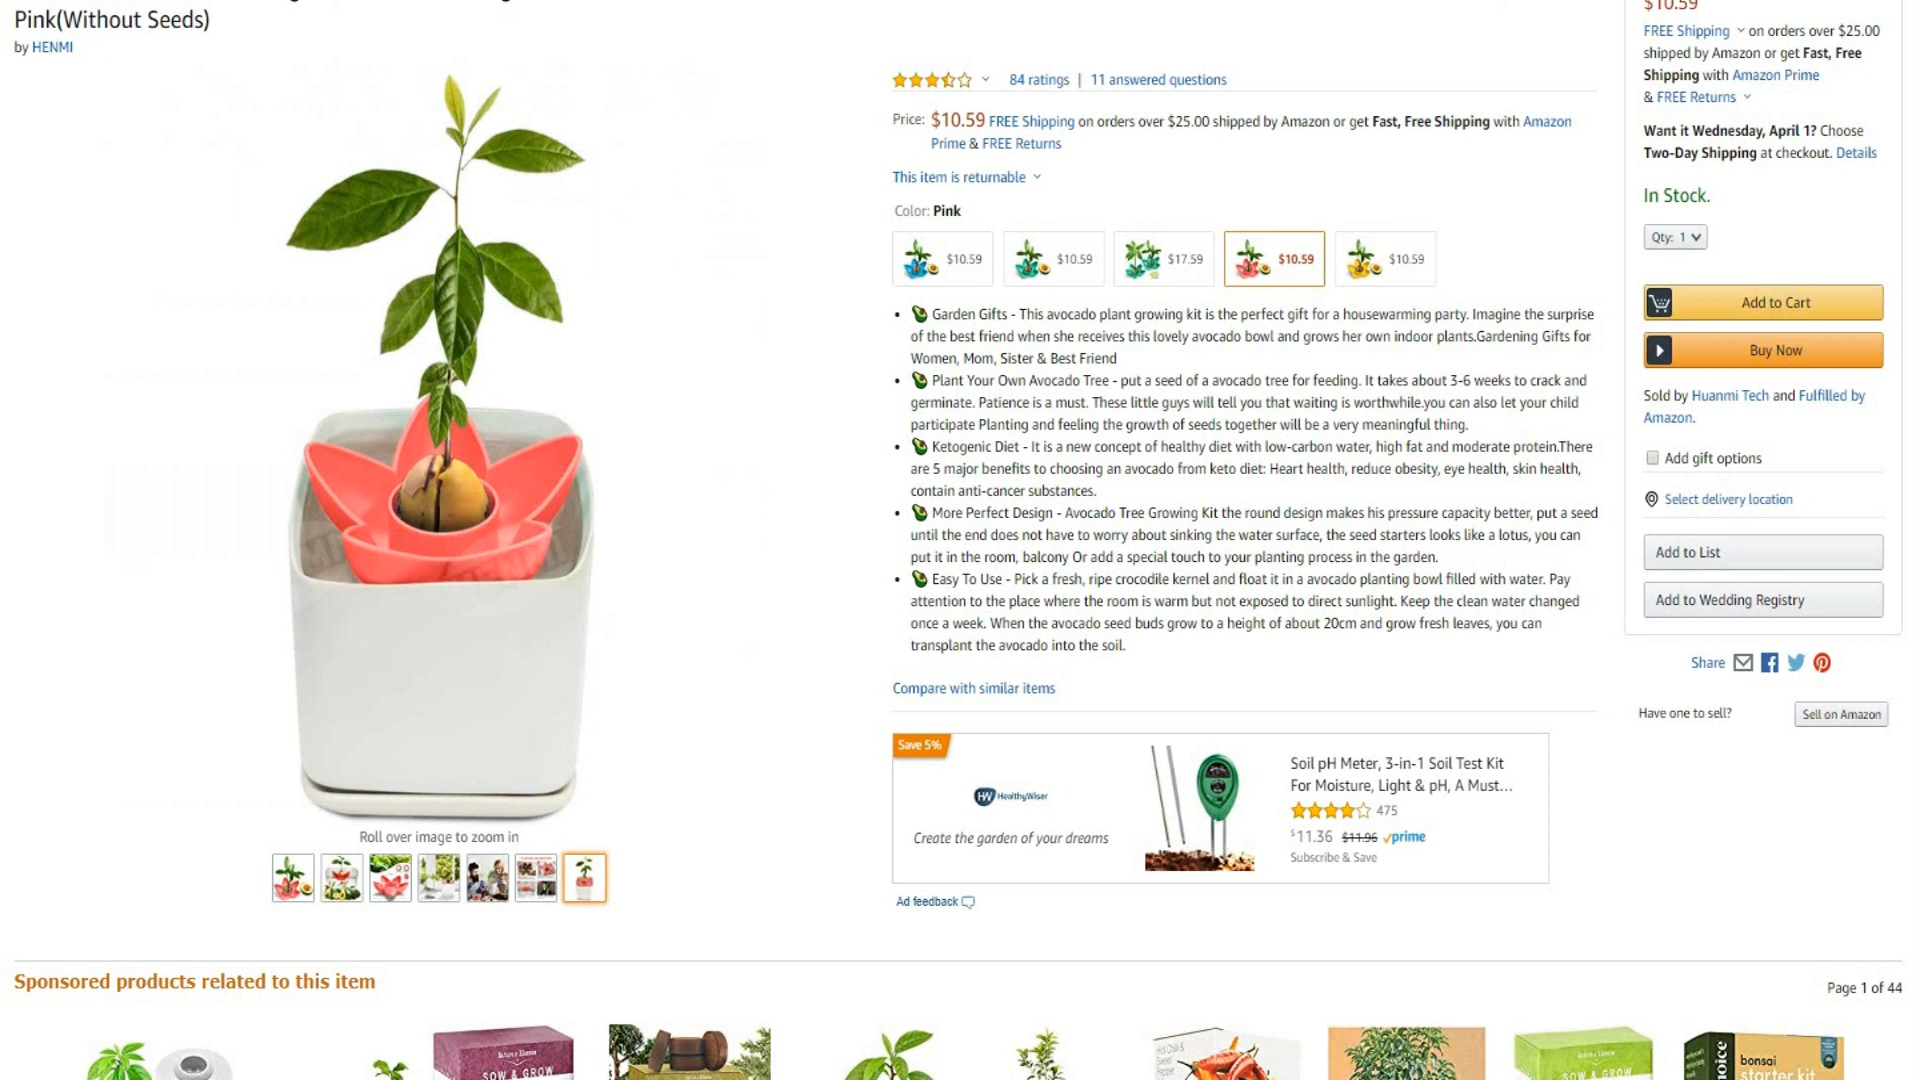 Pink(Without Seeds)
by HENMI
84 ratings | 11 answered questions
Price: $10.59 FREE Shipping on orders over $25.00 shipped by Amazon or get Fast, Free Shipping with Amazon
Prime & FREE Returns
This item is returnable
Color: Pink
$10.59 $10.59 $17.59 $10.59 $10.59
• Garden Gifts - This avocado plant growing kit is the perfect gift for a housewarming party. Imagine the surprise
of the best friend when she receives this lovely avocado bowl and grows her own indoor plants.Gardening Gifts for
Women, Mom, Sister & Best Friend
• Plant Your Own Avocado Tree - put a seed of a avocado tree for feeding. It takes about 3-6 weeks to crack and
germinate. Patience is a must. These little guys will tell you that waiting is worthwhile.you can also let your child
participate Planting and feeling the growth of seeds together will be a very meaningful thing.
• Ketogenic Diet - It is a new concept of healthy diet with low-carbon water, high fat and moderate protein.There
are 5 major benefits to choosing an avocado from keto diet: Heart health, reduce obesity, eye health, skin health,
contain anti-cancer substances.
• More Perfect Design - Avocado Tree Growing Kit the round design makes his pressure capacity better, put a seed
until the end does not have to worry about sinking the water surface, the seed starters looks like a lotus, you can
put it in the room, balcony Or add a special touch to your planting process in the garden.
• Easy To Use - Pick a fresh, ripe crocodile kernel and float it in a avocado planting bowl filled with water. Pay
attention to the place where the room is warm but not exposed to direct sunlight. Keep the clean water changed
once a week. When the avocado seed buds grow to a height of about 20cm and grow fresh leaves, you can
transplant the avocado into the soil.
Compare with similar items
Save 5%
HW HealthyWiser
Create the garden of your dreams
Soil pH Meter, 3-in-1 Soil Test Kit
For Moisture, Light & pH, A Must...
475
$11.36 $11.96 prime
Subscribe & Save
Ad feedback
Roll over image to zoom in
$10.59
FREE Shipping on orders over $25.00
shipped by Amazon or get Fast, Free
Shipping with Amazon Prime
& FREE Returns
Want it Wednesday, April 1? Choose
Two-Day Shipping at checkout. Details
In Stock.
Qty: 1
Add to Cart
Buy Now
Sold by Huanmi Tech and Fulfilled by
Amazon.
Add gift options
Select delivery location
Add to List
Add to Wedding Registry
Share
Have one to sell? Sell on Amazon
Sponsored products related to this item
Page 1 of 44
SOW & GROW
Hot Chili &
Sweet
Pepper
SOW & GROW
bonsai
starter kit